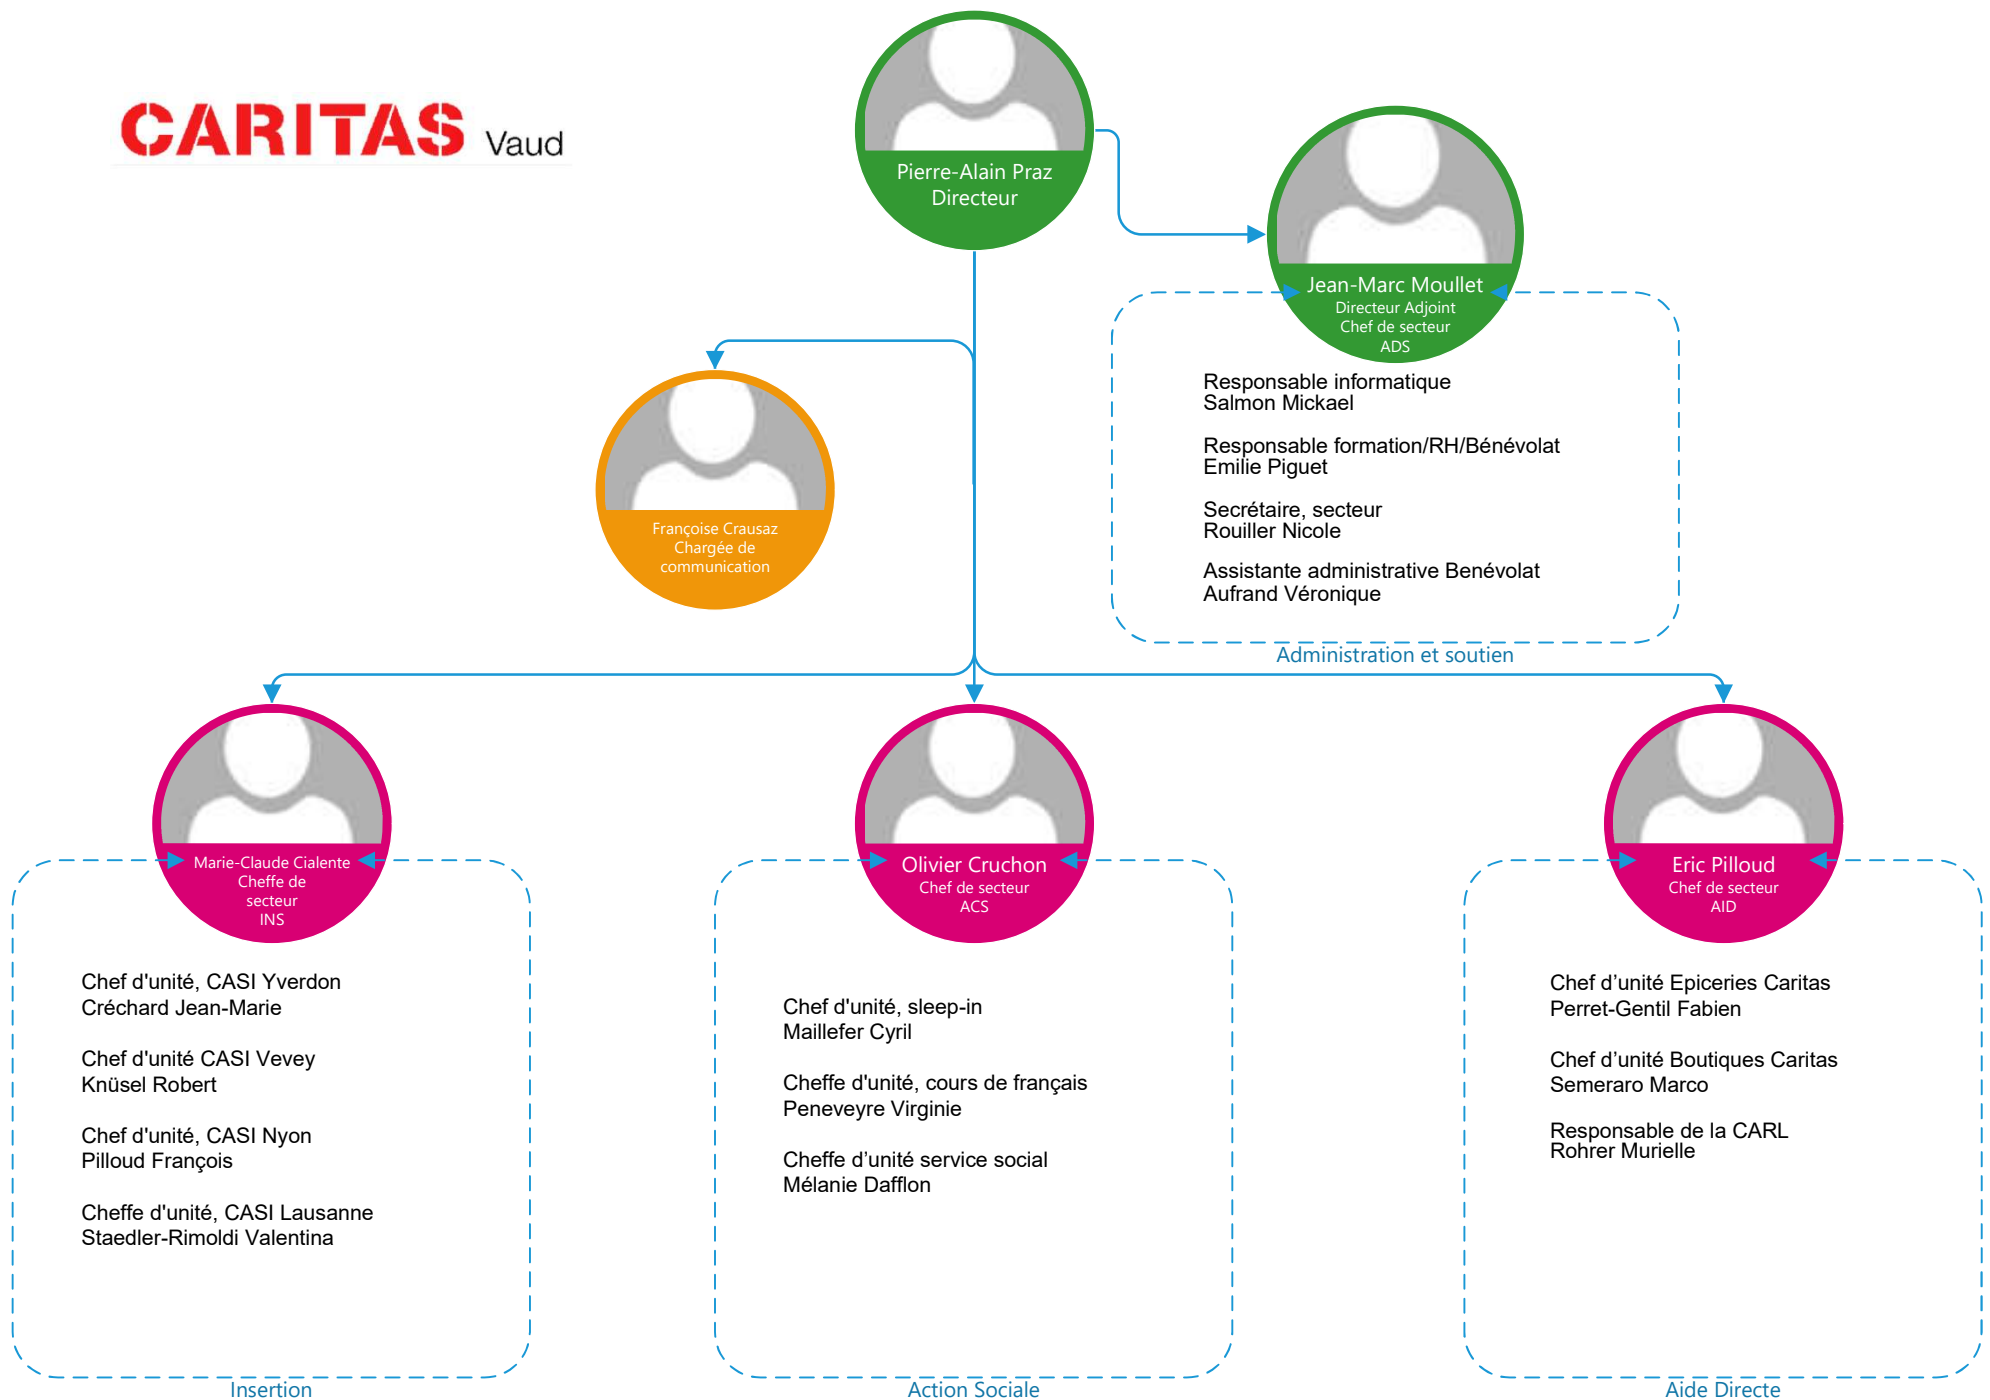 CARITAS Vaud
Pierre-Alain Praz
Directeur
Jean-Marc Moullet
Directeur Adjoint
Chef de secteur
ADS
Responsable informatique
Salmon Mickael
Responsable formation/RH/Bénévolat
Emilie Piguet
Secrétaire, secteur
Rouiller Nicole
Assistante administrative Benévolat
Aufrand Véronique
Administration et soutien
Françoise Crausaz
Chargée de
communication
Marie-Claude Cialente
Cheffe de
secteur
INS
Chef d'unité, CASI Yverdon
Créchard Jean-Marie
Chef d'unité CASI Vevey
Knüsel Robert
Chef d'unité, CASI Nyon
Pilloud François
Cheffe d'unité, CASI Lausanne
Staedler-Rimoldi Valentina
Insertion
Olivier Cruchon
Chef de secteur
ACS
Chef d'unité, sleep-in
Maillefer Cyril
Cheffe d'unité, cours de français
Peneveyre Virginie
Cheffe d’unité service social
Mélanie Dafflon
Action Sociale
Eric Pilloud
Chef de secteur
AID
Chef d’unité Epiceries Caritas
Perret-Gentil Fabien
Chef d’unité Boutiques Caritas
Semeraro Marco
Responsable de la CARL
Rohrer Murielle
Aide Directe